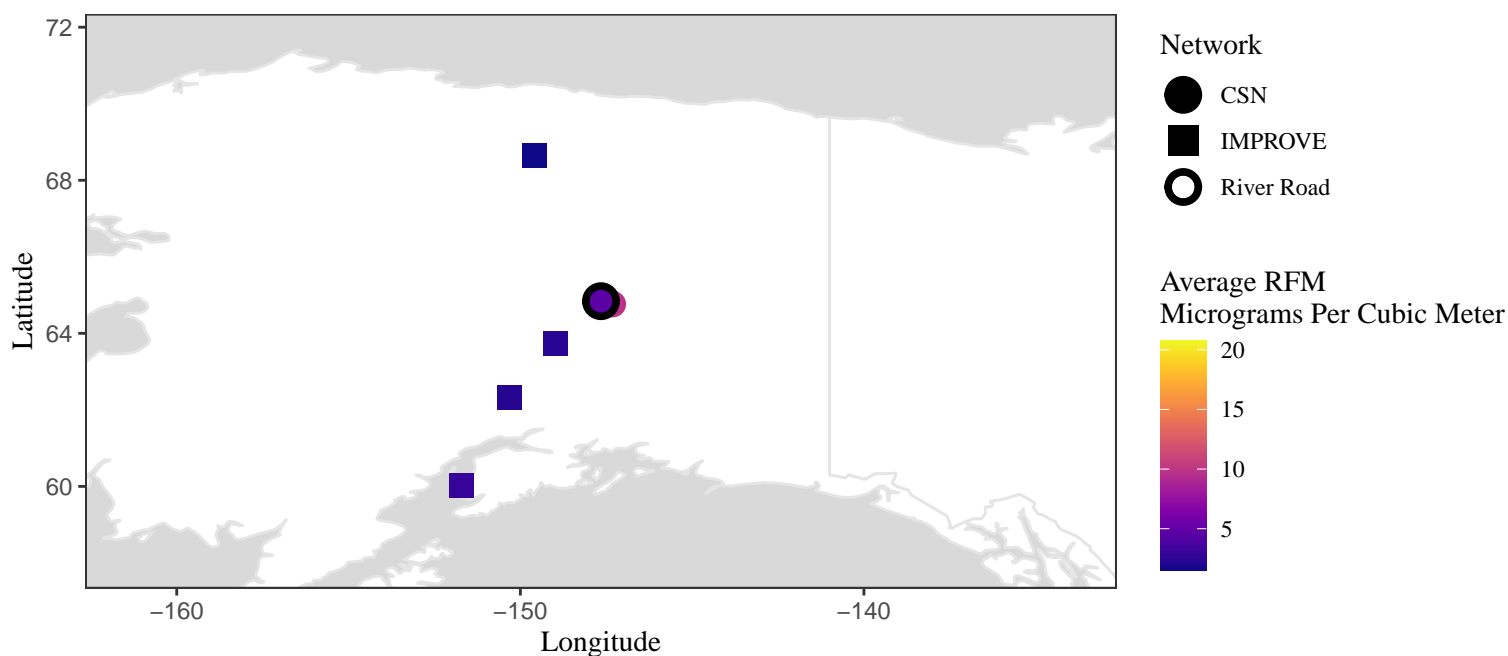 72
68
64
60
Latitude
−160
−150
−140
Longitude
Network
CSN
IMPROVE
River Road
Average RFM
Micrograms Per Cubic Meter
20
15
10
5